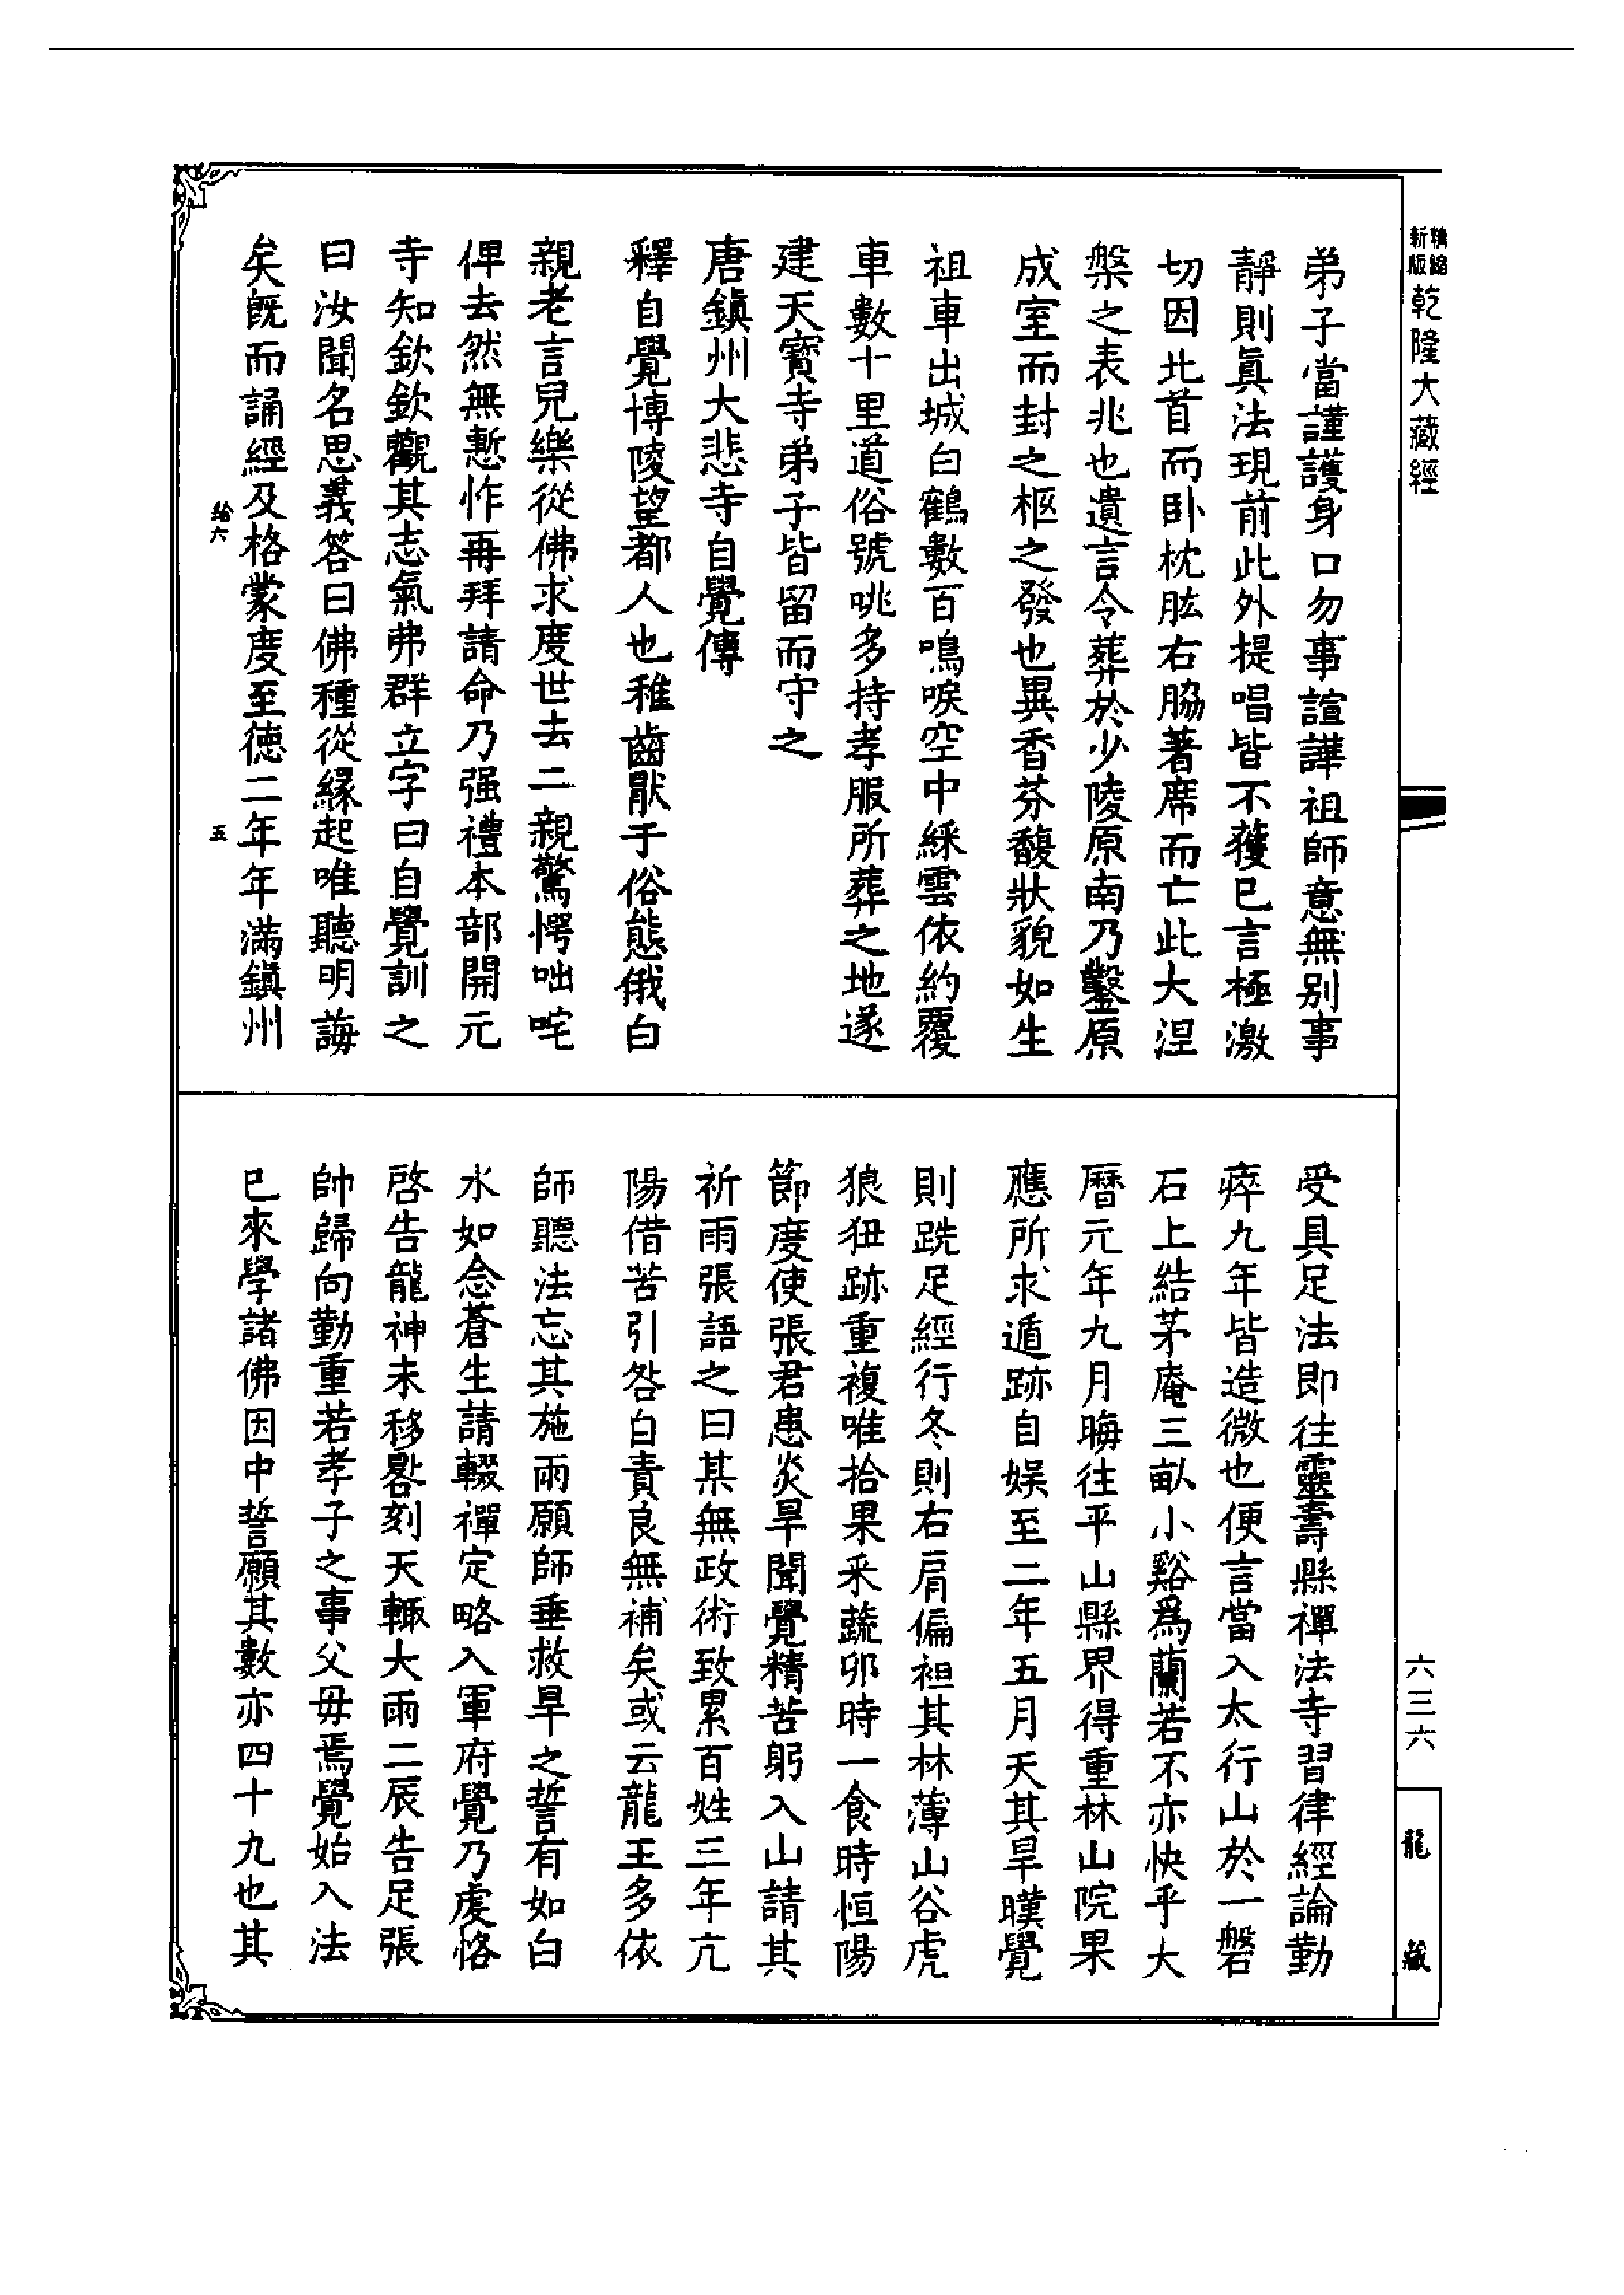 精縮
新版
乾隆大藏經
弟子當謹護身口勿事諠譁祖師意無别事
靜則眞法現前此外提唱皆不獲已言極激
切因北首而卧枕肱右脇著席而亡此大涅
槃之表兆也遺言令葬於少陵原南乃鑿原
成室而封之柩之發也異香芬馥狀貌如生
祖車出城白鶴數百鳴唳空中綵雲依約覆
車數十里道俗號咷多持孝服所葬之地遂
建天寶寺弟子皆留而守之
唐鎭州大悲寺自覺傳
釋自覺博陵望都人也稚齒厭于俗態俄白
親老言兒樂從佛求度世去二親驚愕咄咤
俾去然無慙怍再拜請命乃强禮本部開元
寺知欽欽觀其志氣弗群立字曰自覺訓之
曰汝聞名思義答曰佛種從緣起唯聽明誨
矣既而誦經及格蒙度至德二年年滿鎭州
給六
五
受具足法即往靈壽縣禪法寺習律經論勤
瘁九年皆造微也便言當入太行山於一磐
石上結茅庵三畝小谿爲蘭若不亦快乎大
曆元年九月晦往平山縣界得重林山院果
應所求遁跡自娱至二年五月天其旱暵覺
則跣足經行冬則右肩偏袒其林薄山谷虎
狼狃跡重複唯拾果采蔬卯時一食時恒陽
節度使張君患炎旱聞覺精苦躬入山請其
祈雨張語之曰某無政術致累百姓三年亢
陽借苦引咎自責良無補矣或云龍王多依
師聽法忘其施雨願師垂救旱之誓有如白
水如念蒼生請輟禪定略入軍府覺乃虔恪
啓告龍神未移晷刻天輙大雨二辰告足張
帥歸向勤重若孝子之事父毋焉覺始入法
已來學諸佛因中誓願其數亦四十九也其
六三六
龍藏